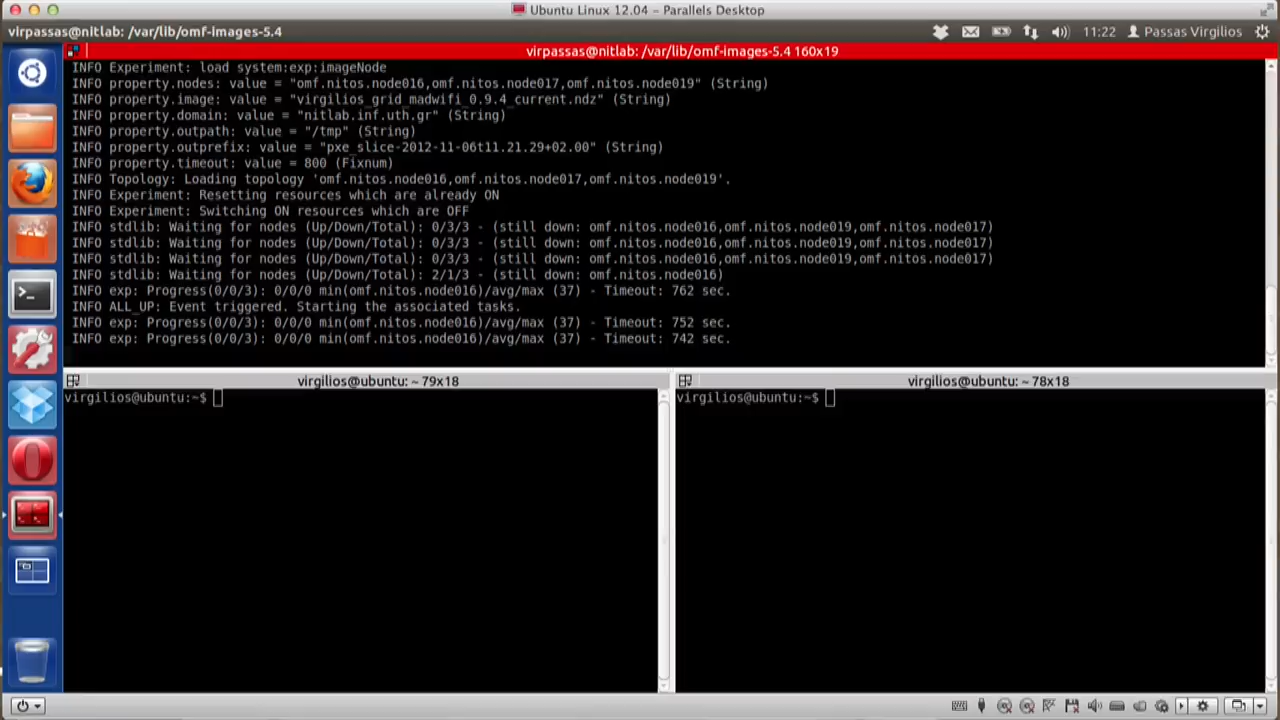 Ubuntu Linux 12.04 – Parallels Desktop
virpassas@nitlab: /var/lib/omf-images-5.4
11:22
Passas Virgilios
virpassas@nitlab: /var/lib/omf-images-5.4 160x19
INFO Experiment: load system:exp:imageNode
INFO property.nodes: value = "omf.nitos.node016,omf.nitos.node017,omf.nitos.node019" (String)
INFO property.image: value = "virgilios_grid_madwifi_0.9.4_current.ndz" (String)
INFO property.domain: value = "nitlab.inf.uth.gr" (String)
INFO property.outpath: value = "/tmp" (String)
INFO property.outprefix: value = "pxe_slice-2012-11-06t11.21.29+02.00" (String)
INFO property.timeout: value = 800 (Fixnum)
INFO Topology: Loading topology 'omf.nitos.node016,omf.nitos.node017,omf.nitos.node019'.
INFO Experiment: Resetting resources which are already ON
INFO Experiment: Switching ON resources which are OFF
INFO stdlib: Waiting for nodes (Up/Down/Total): 0/3/3 - (still down: omf.nitos.node016,omf.nitos.node019,omf.nitos.node017)
INFO stdlib: Waiting for nodes (Up/Down/Total): 0/3/3 - (still down: omf.nitos.node016,omf.nitos.node019,omf.nitos.node017)
INFO stdlib: Waiting for nodes (Up/Down/Total): 0/3/3 - (still down: omf.nitos.node016,omf.nitos.node019,omf.nitos.node017)
INFO stdlib: Waiting for nodes (Up/Down/Total): 2/1/3 - (still down: omf.nitos.node016)
INFO exp: Progress(0/0/3): 0/0/0 min(omf.nitos.node016)/avg/max (37) - Timeout: 762 sec.
INFO ALL_UP: Event triggered. Starting the associated tasks.
INFO exp: Progress(0/0/3): 0/0/0 min(omf.nitos.node016)/avg/max (37) - Timeout: 752 sec.
INFO exp: Progress(0/0/3): 0/0/0 min(omf.nitos.node016)/avg/max (37) - Timeout: 742 sec.
virgilios@ubuntu: ~ 79x18
virgilios@ubuntu:~$
virgilios@ubuntu: ~ 78x18
virgilios@ubuntu:~$